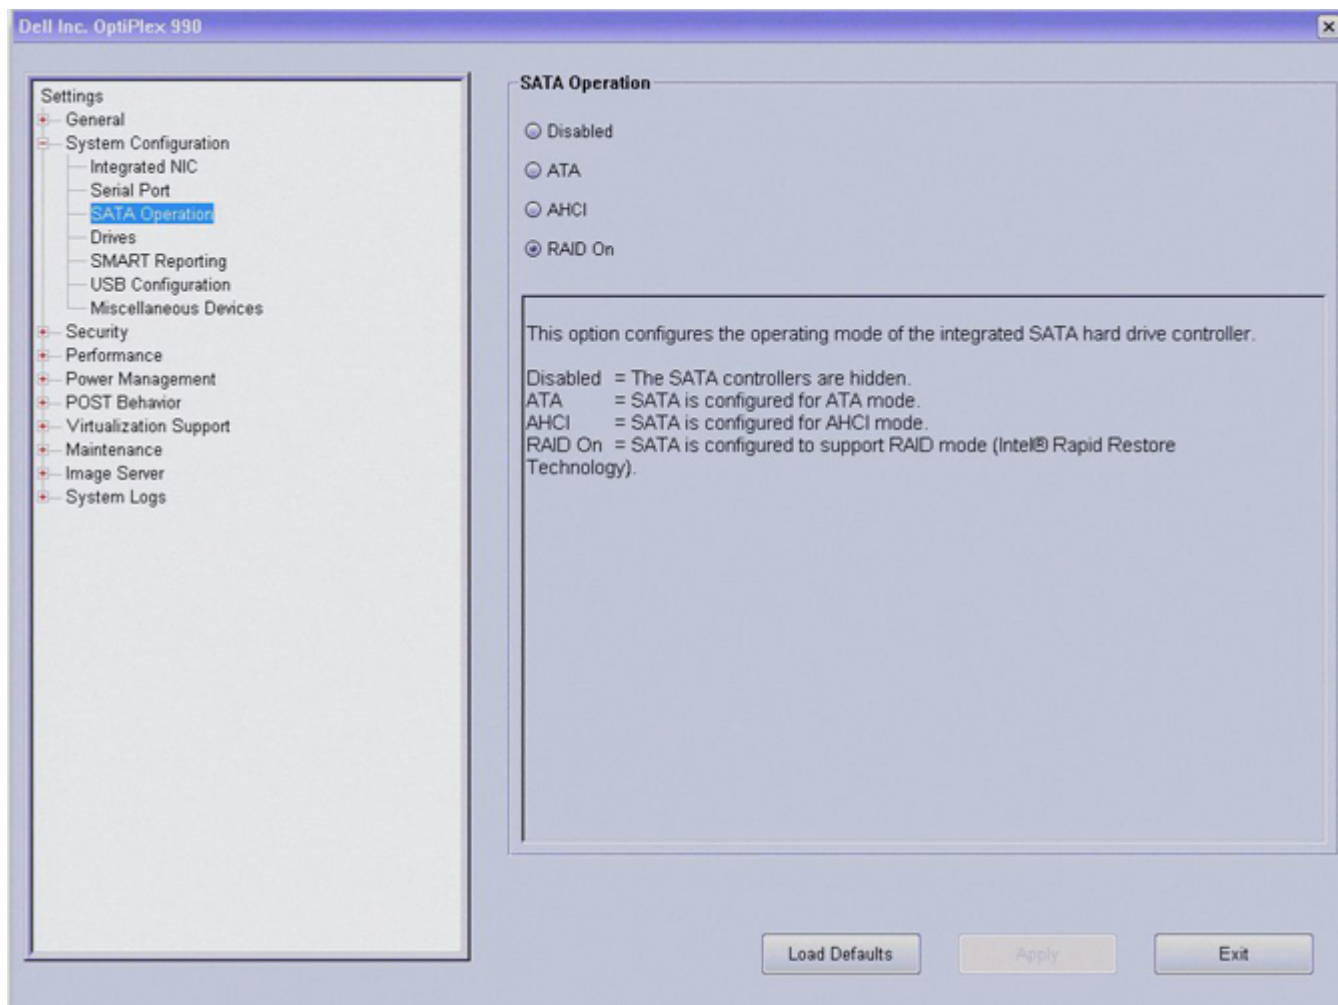 Dell Inc. OptiPlex 990
Settings
General
System Configuration
Integrated NIC
Serial Port
SATA Operation
Drives
SMART Reporting
USB Configuration
Miscellaneous Devices
Security
Performance
Power Management
POST Behavior
Virtualization Support
Maintenance
Image Server
System Logs
SATA Operation
Disabled
ATA
AHCI
RAID On
This option configures the operating mode of the integrated SATA hard drive controller.
Disabled = The SATA controllers are hidden.
ATA = SATA is configured for ATA mode.
AHCI = SATA is configured for AHCI mode.
RAID On = SATA is configured to support RAID mode (Intel® Rapid Restore
Technology).
Load Defaults
Apply
Exit